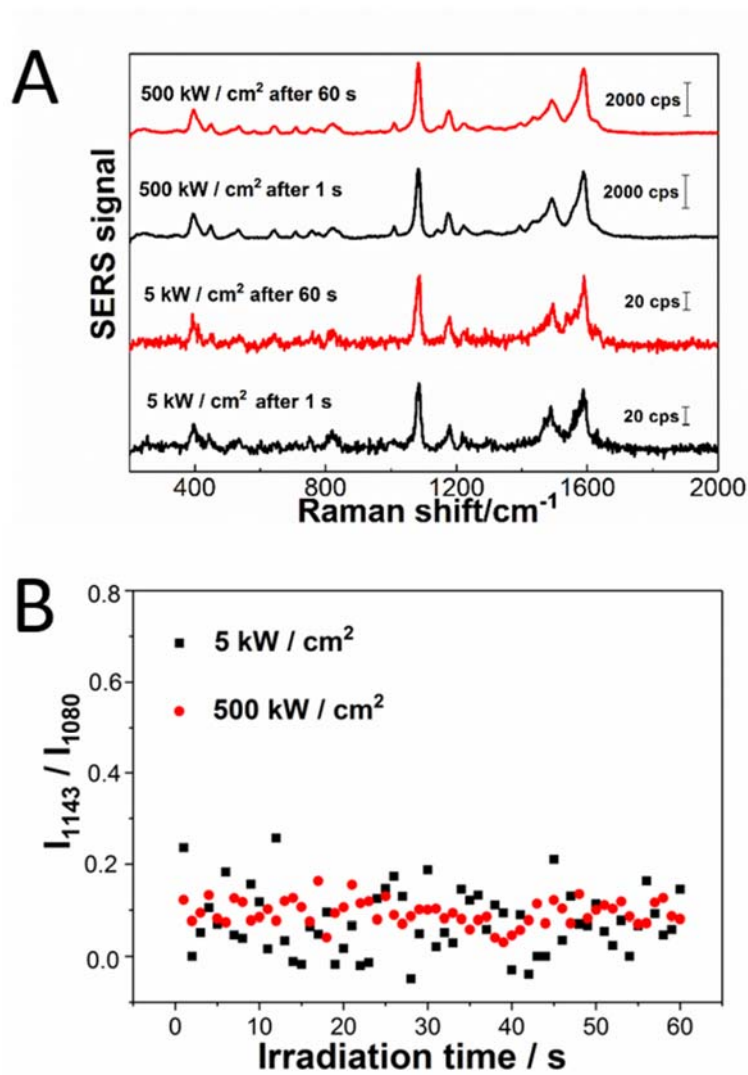 A
500 kW / cm² after 60 s
2000 cps
500 kW / cm² after 1 s
2000 cps
5 kW / cm² after 60 s
20 cps
5 kW / cm² after 1 s
20 cps
SERS signal
400 800 1200 1600 2000
Raman shift/cm⁻¹
B
5 kW / cm²
500 kW / cm²
I₁₁₄₃ / I₁₀₈₀
0.8
0.6
0.4
0.2
0.0
0 10 20 30 40 50 60
Irradiation time / s